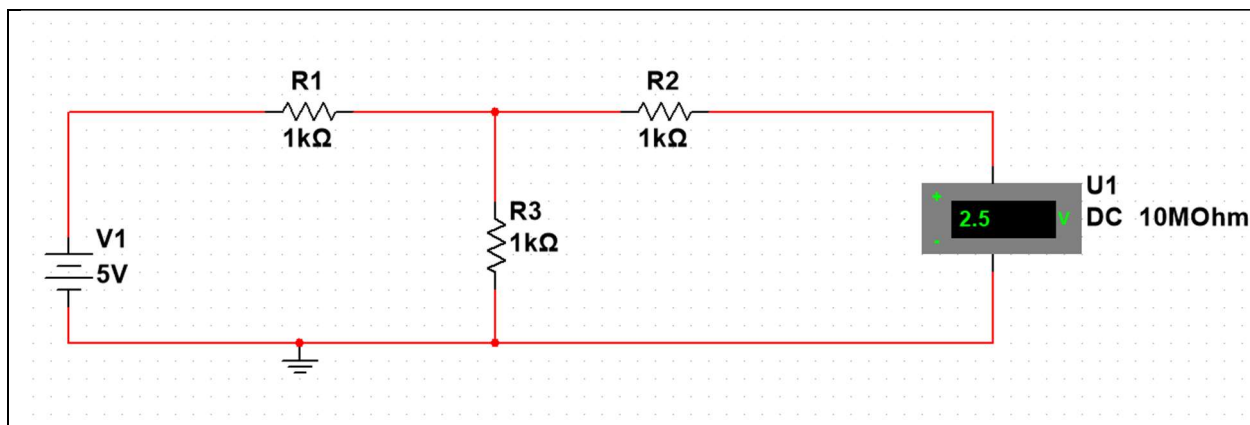 R1
1kΩ
R2
1kΩ
R3
1kΩ
V1
5V
+
2.5 V
-
U1
DC 10MOhm